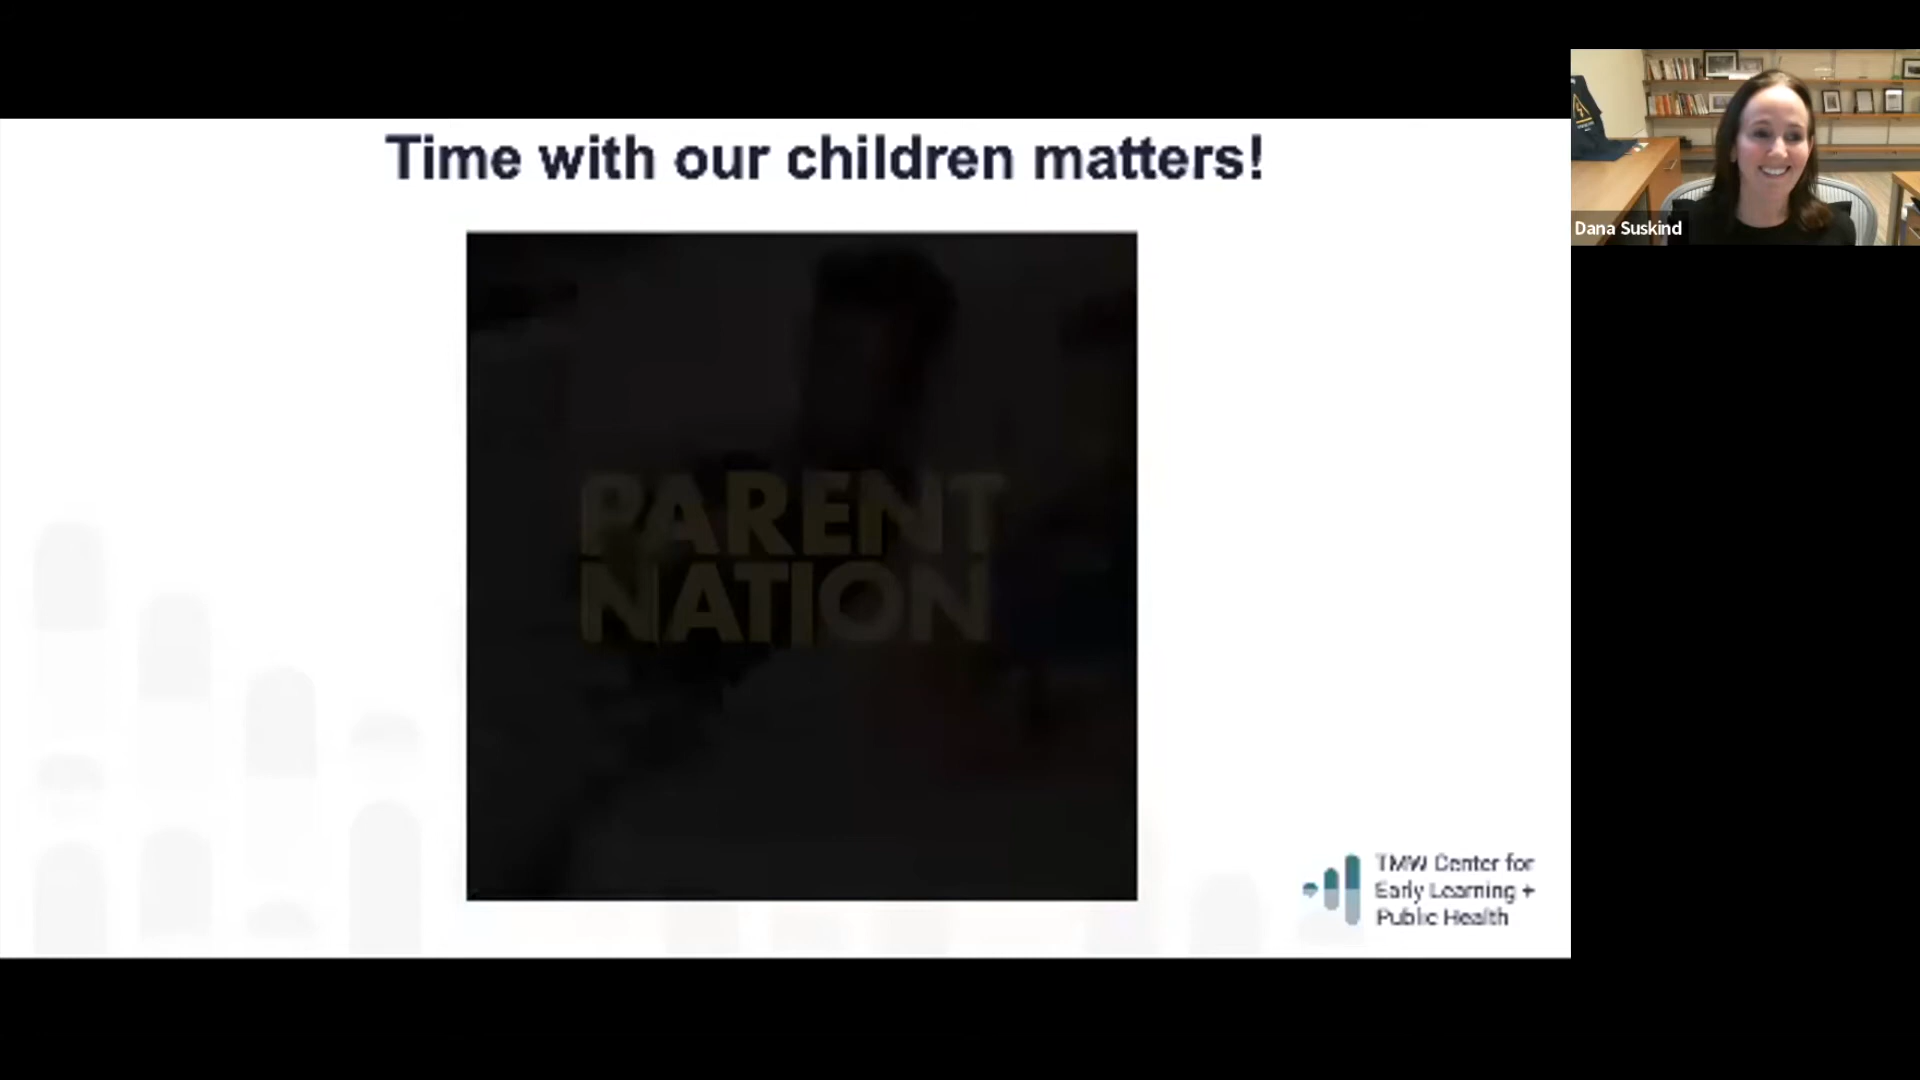 Time with our children matters!
PARENT
NATION
TMW Center for
Early Learning +
Public Health
Dana Suskind